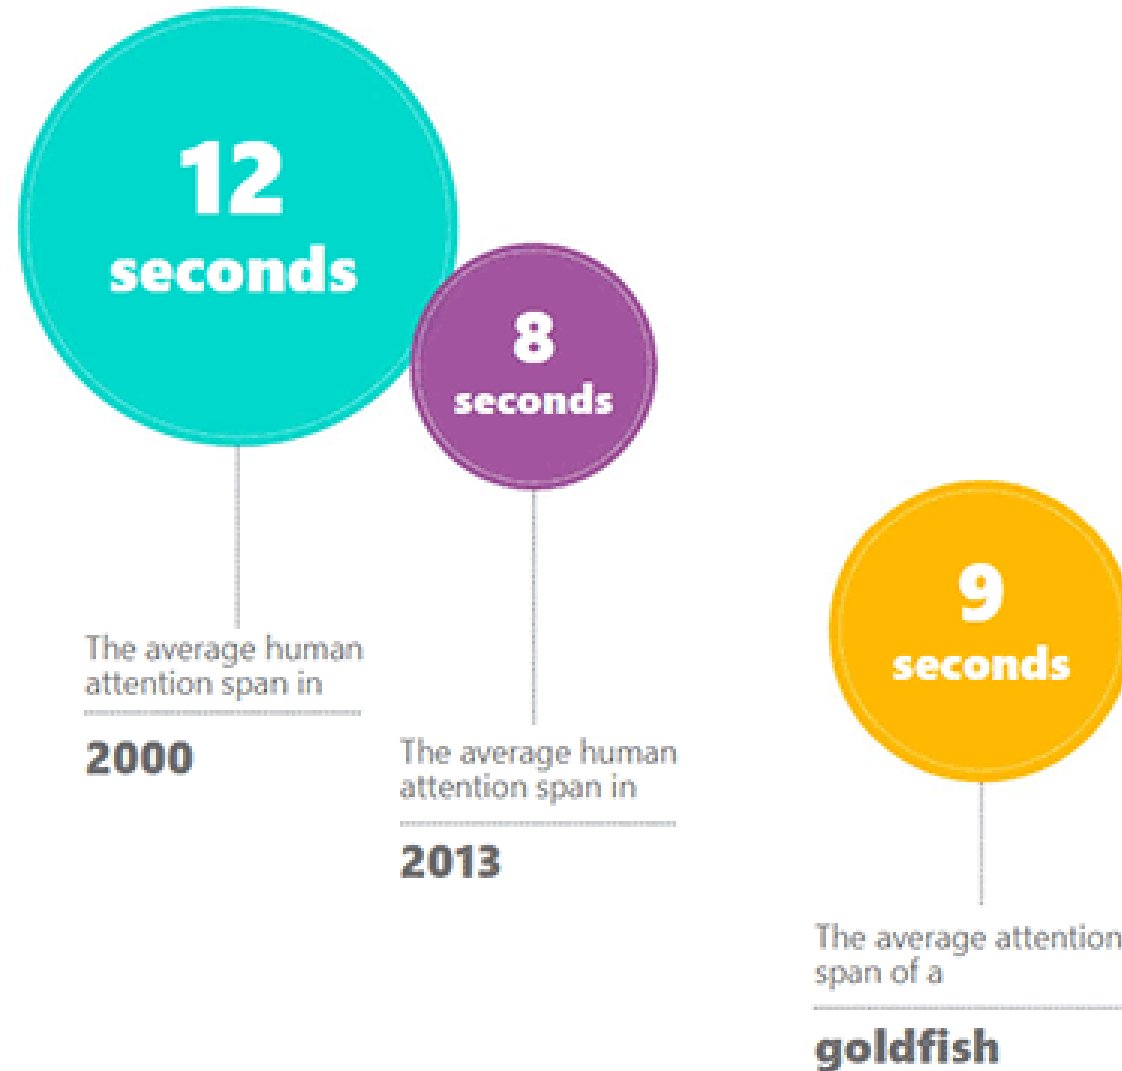 12
seconds
The average human
attention span in
2000
8
seconds
The average human
attention span in
2013
9
seconds
The average attention
span of a
goldfish